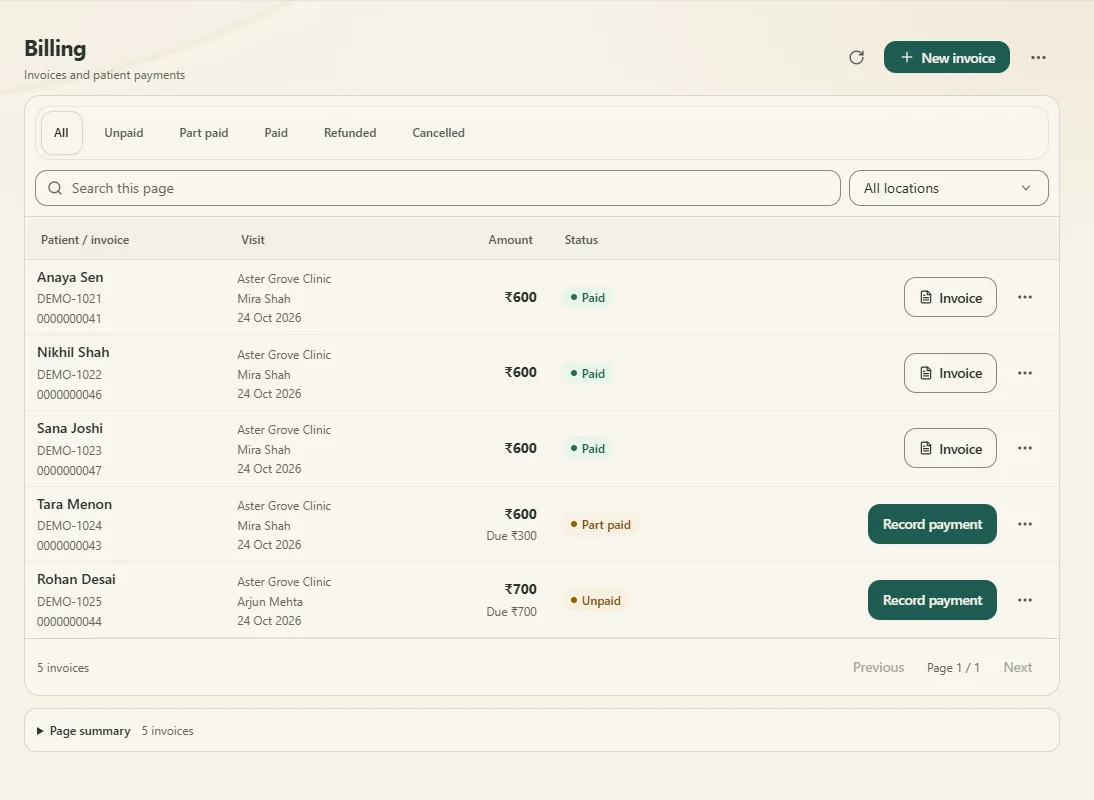 Billing
Invoices and patient payments
New invoice
All Unpaid Part paid Paid Refunded Cancelled
Search this page
All locations
Patient / invoice Visit Amount Status
Anaya Sen
DEMO-1021
0000000041
Aster Grove Clinic
Mira Shah
24 Oct 2026
₹600
Paid
Invoice
Nikhil Shah
DEMO-1022
0000000046
Aster Grove Clinic
Mira Shah
24 Oct 2026
₹600
Paid
Invoice
Sana Joshi
DEMO-1023
0000000047
Aster Grove Clinic
Mira Shah
24 Oct 2026
₹600
Paid
Invoice
Tara Menon
DEMO-1024
0000000043
Aster Grove Clinic
Mira Shah
24 Oct 2026
₹600
Due ₹300
Part paid
Record payment
Rohan Desai
DEMO-1025
0000000044
Aster Grove Clinic
Arjun Mehta
24 Oct 2026
₹700
Due ₹700
Unpaid
Record payment
5 invoices
Previous Page 1 / 1 Next
Page summary 5 invoices